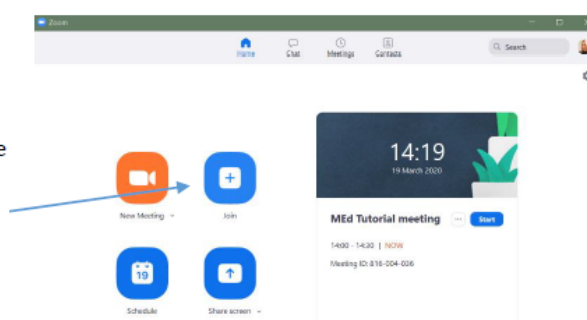 Zoom
Home Chat Meetings Contacts
Search
e
14:19
19 March 2020
New Meeting
Join
MEd Tutorial meeting ... Start
14:00 - 14:30 | NOW
Meeting ID: 816-004-026
19
Schedule
Share screen